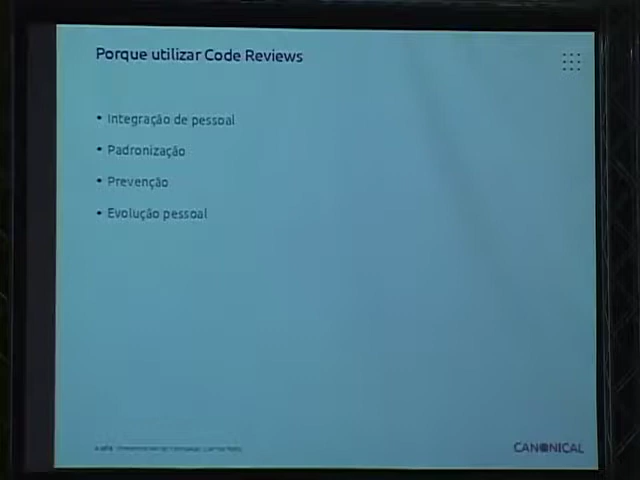 Porque utilizar Code Reviews
• Integração de pessoal
• Padronização
• Prevenção
• Evolução pessoal
CANONICAL